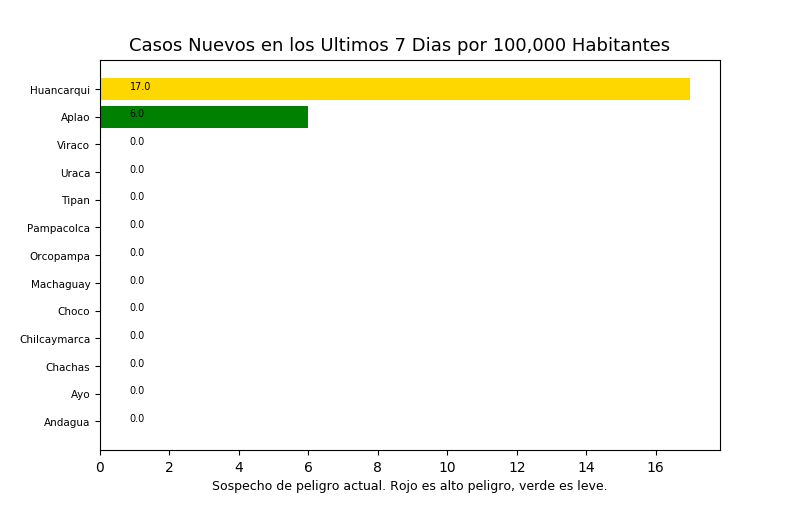 Casos Nuevos en los Ultimos 7 Dias por 100,000 Habitantes
Huancarqui 17.0
Aplao 6.0
Viraco 0.0
Uraca 0.0
Tipan 0.0
Pampacolca 0.0
Orcopampa 0.0
Machaguay 0.0
Choco 0.0
Chilcaymarca 0.0
Chachas 0.0
Ayo 0.0
Andagua 0.0
0 2 4 6 8 10 12 14 16
Sospecho de peligro actual. Rojo es alto peligro, verde es leve.